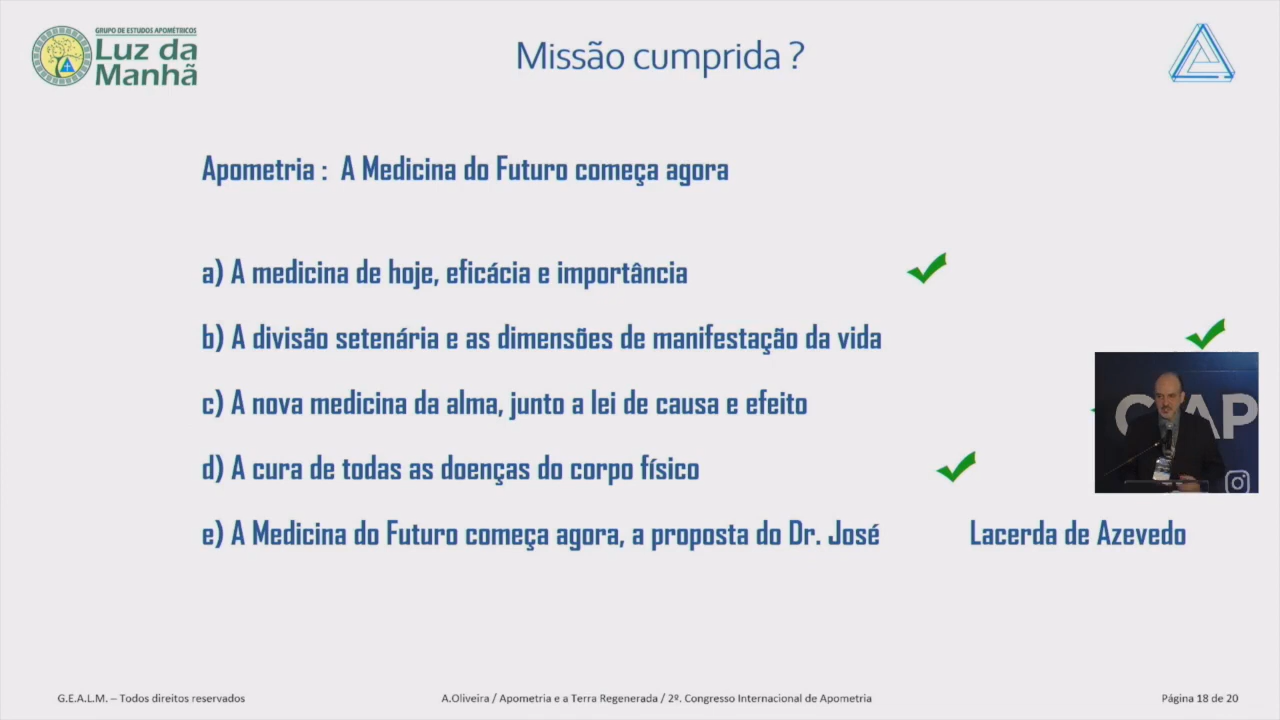 GRUPO DE ESTUDOS APOMÉTRICOS
Luz da
Manhã
Missão cumprida ?
Apometria : A Medicina do Futuro começa agora
a) A medicina de hoje, eficácia e importância
b) A divisão setenária e as dimensões de manifestação da vida
c) A nova medicina da alma, junto a lei de causa e efeito
d) A cura de todas as doenças do corpo físico
e) A Medicina do Futuro começa agora, a proposta do Dr. José Lacerda de Azevedo
G.E.A.L.M. – Todos direitos reservados
A.Oliveira / Apometria e a Terra Regenerada / 2º. Congresso Internacional de Apometria
Página 18 de 20